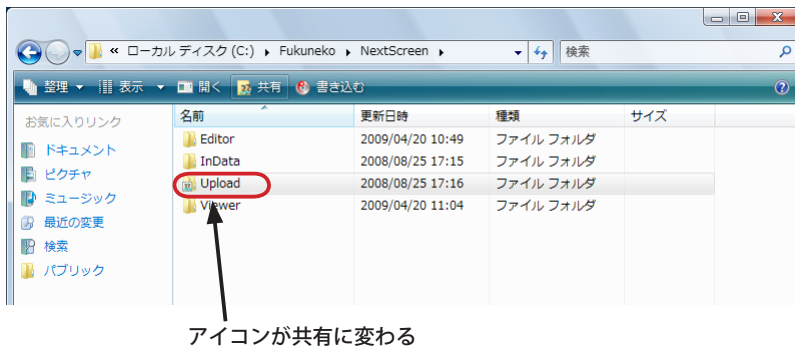 « ローカル ディスク (C:) ▸ Fukuneko ▸ NextScreen ▸ 検索
整理 ▼ 表示 ▼ 開く 共有 書き込む
お気に入りリンク
ドキュメント
ピクチャ
ミュージック
最近の変更
検索
パブリック
名前 更新日時 種類 サイズ
Editor 2009/04/20 10:49 ファイル フォルダ
InData 2008/08/25 17:15 ファイル フォルダ
Upload 2008/08/25 17:16 ファイル フォルダ
Viewer 2009/04/20 11:04 ファイル フォルダ
アイコンが共有に変わる